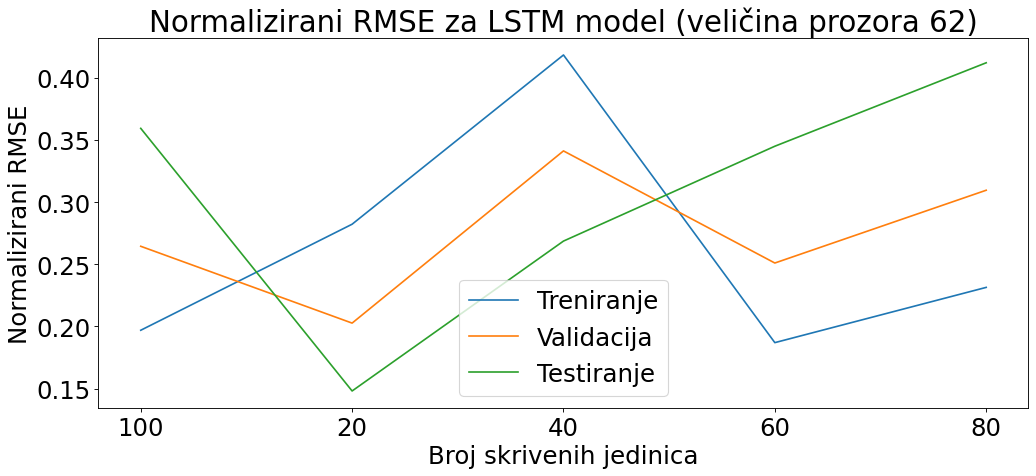 Normalizirani RMSE za LSTM model (veličina prozora 62)
Normalizirani RMSE
0.40
0.35
0.30
0.25
0.20
0.15
Treniranje
Validacija
Testiranje
100 20 40 60 80
Broj skrivenih jedinica